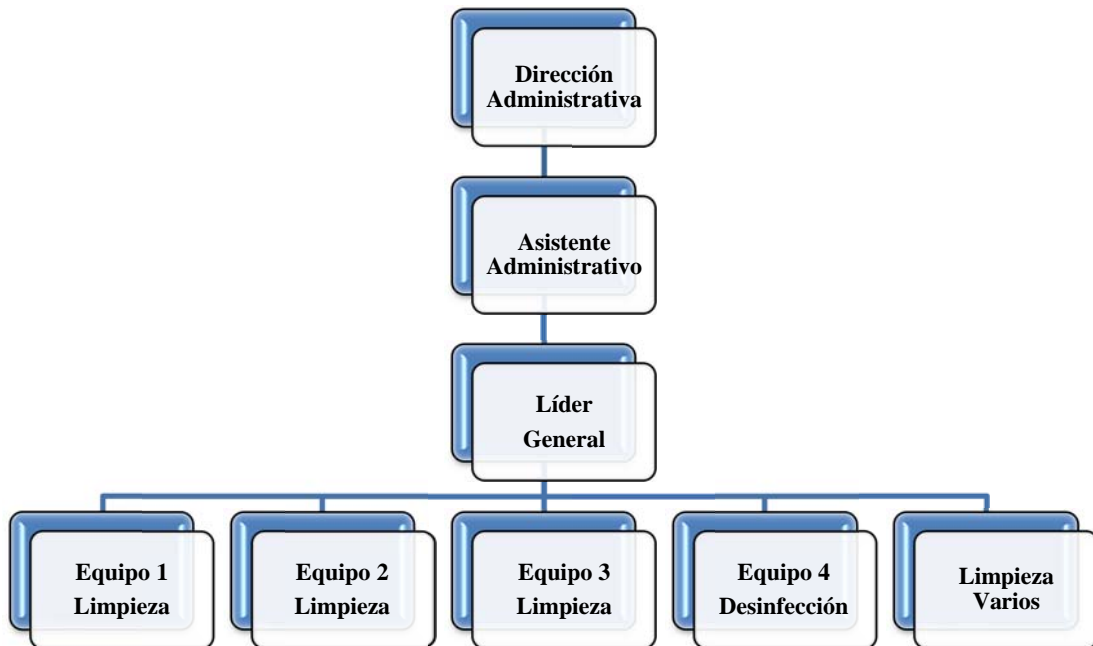 Dirección
Administrativa
Asistente
Administrativo
Líder
General
Equipo 1
Limpieza
Equipo 2
Limpieza
Equipo 3
Limpieza
Equipo 4
Desinfección
Limpieza
Varios